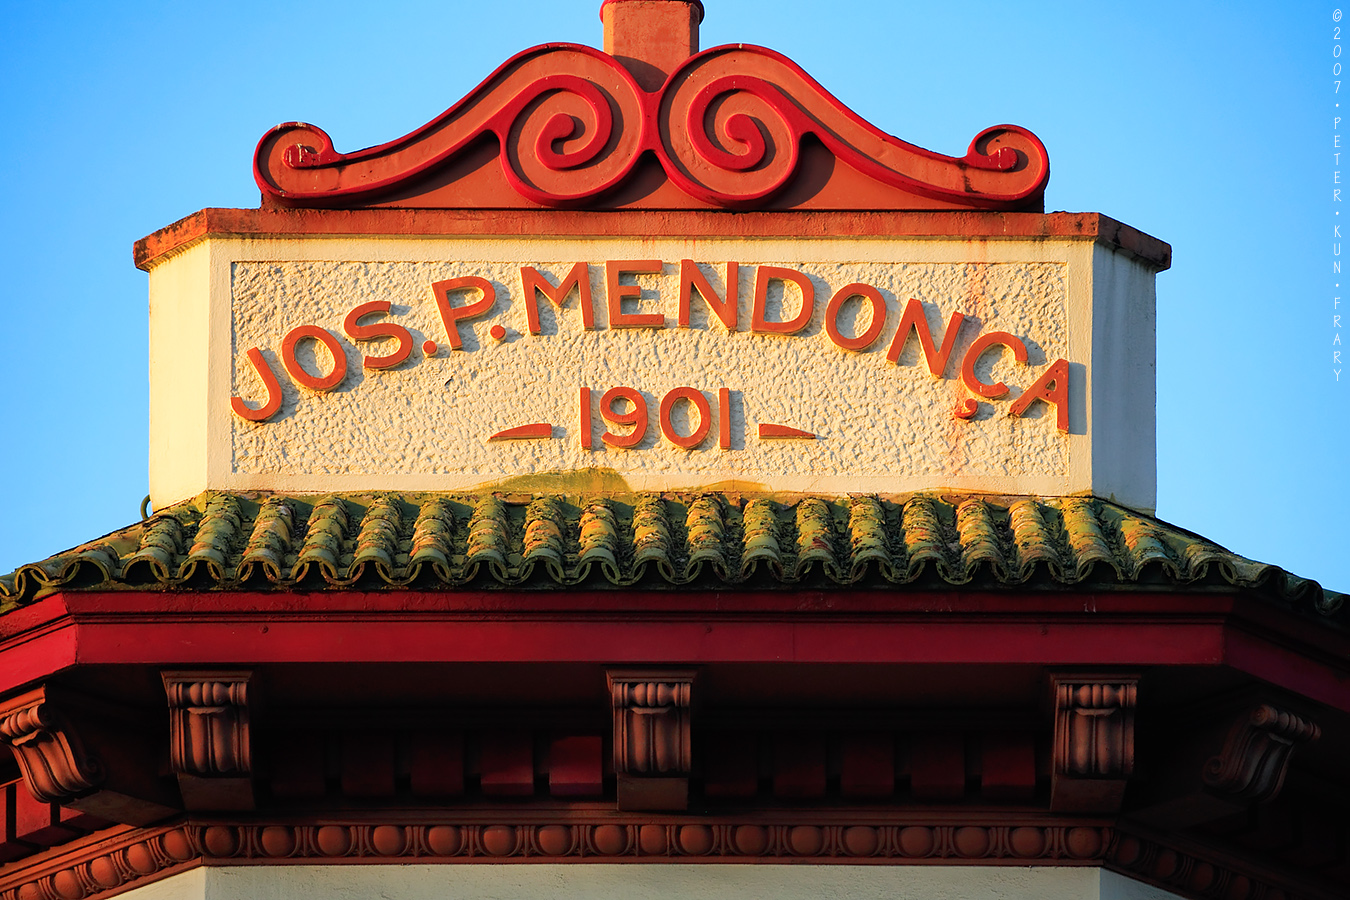 JOS.P.MENDONÇA
- 1901 -
©2007·PETER·KUN·FRARY